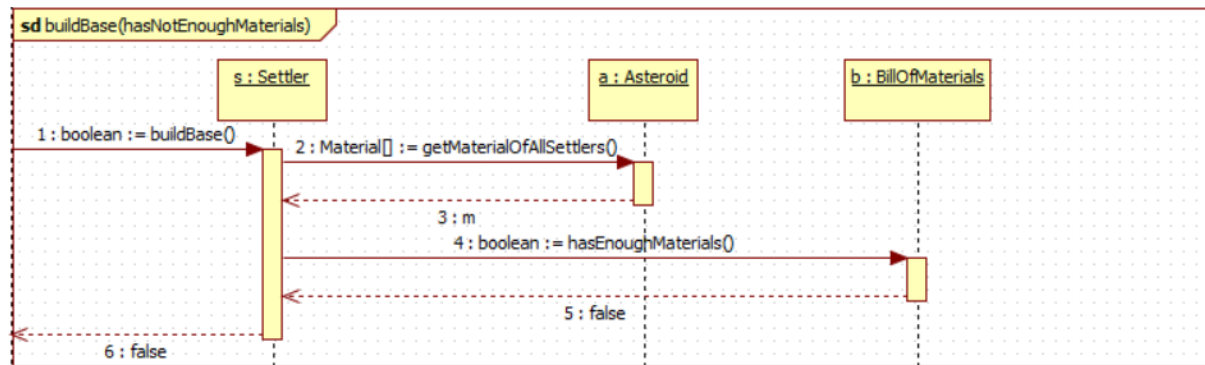 sd buildBase(hasNotEnoughMaterials)
s : Settler
a : Asteroid
b : BillOfMaterials
1 : boolean := buildBase()
2 : Material[] := getMaterialOfAllSettlers()
3 : m
4 : boolean := hasEnoughMaterials()
5 : false
6 : false